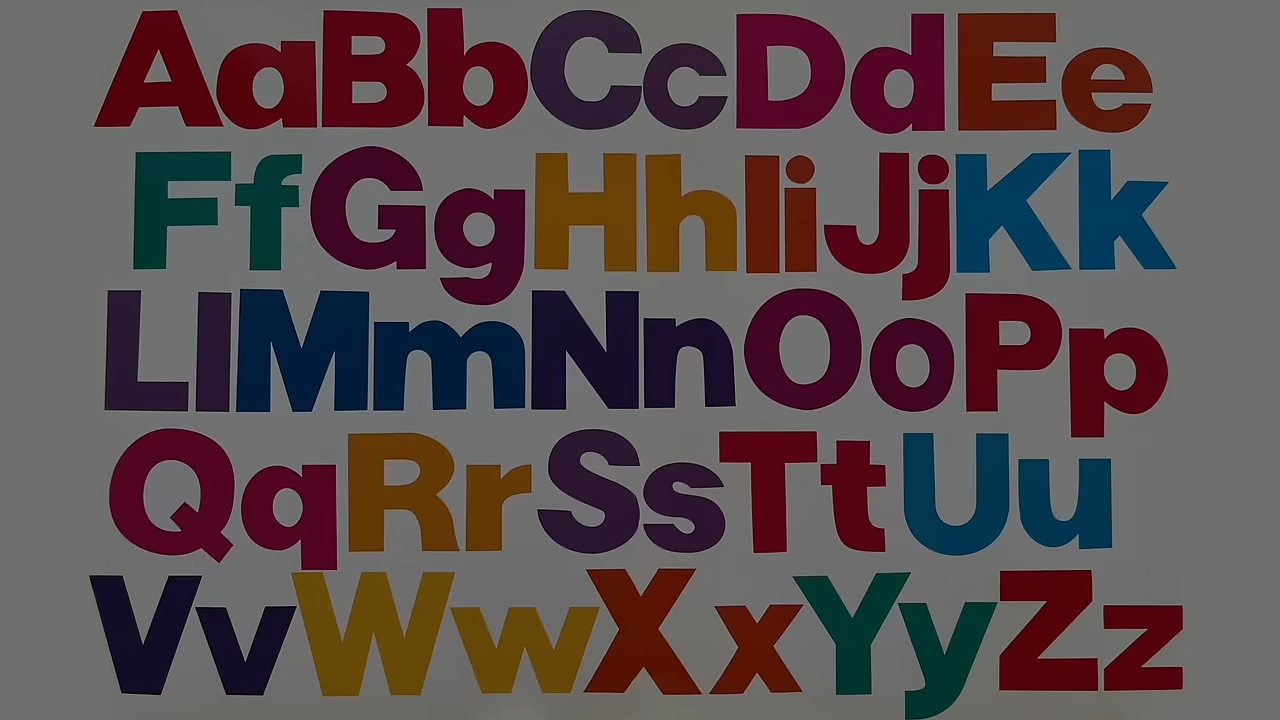 AaBbCcDdEe
FfGgHhIiJjKk
LlMmNnOoPp
QqRrSsTtUu
VvWwXxYyZz